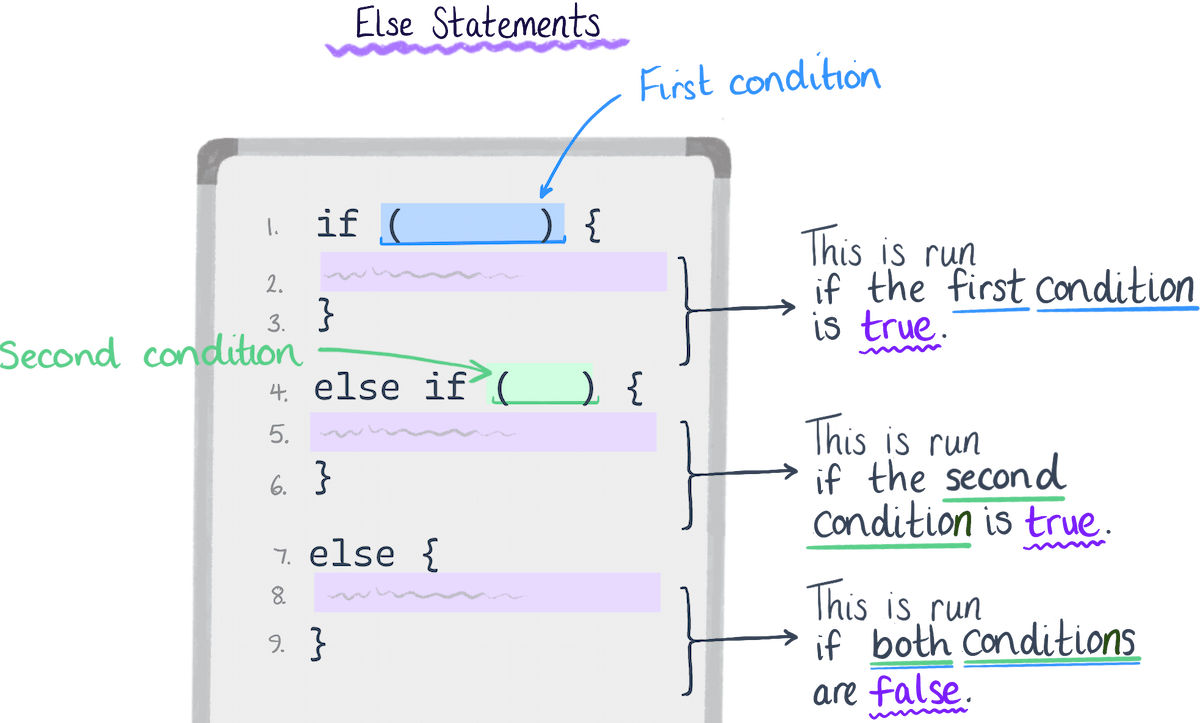 Else Statements
First condition
1. if (       ) {
2.
3. }
Second condition
4. else if (   ) {
5.
6. }
7. else {
8.
9. }
This is run
if the first condition
is true.
This is run
if the second
condition is true.
This is run
if both conditions
are false.